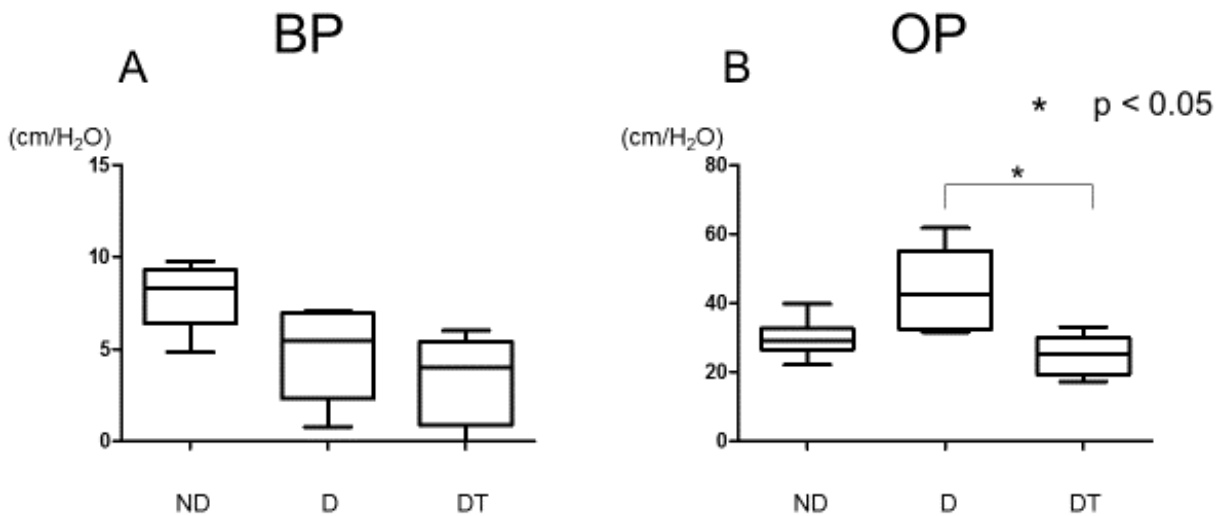 BP
A
(cm/H₂O)
15
10
5
0
ND D DT
OP
B
* p < 0.05
(cm/H₂O)
80
60
40
20
0
*
ND D DT